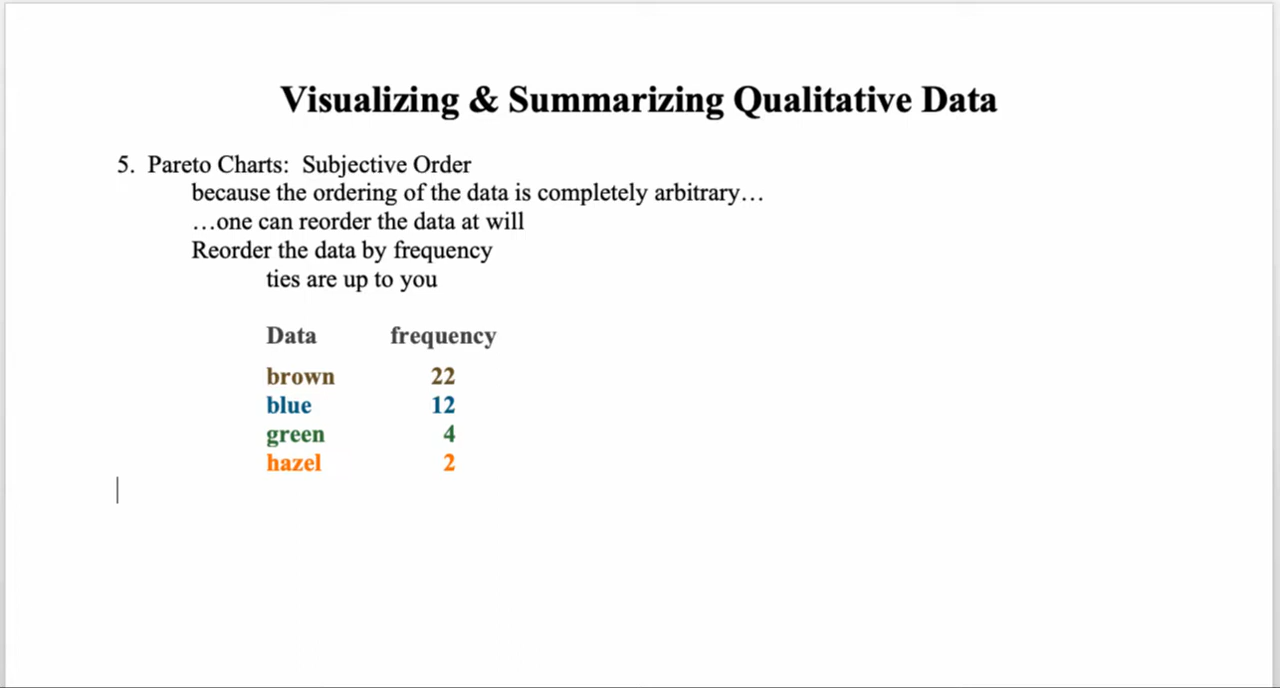 Visualizing & Summarizing Qualitative Data
5. Pareto Charts: Subjective Order
because the ordering of the data is completely arbitrary…
…one can reorder the data at will
Reorder the data by frequency
ties are up to you
Data frequency
brown 22
blue 12
green 4
hazel 2